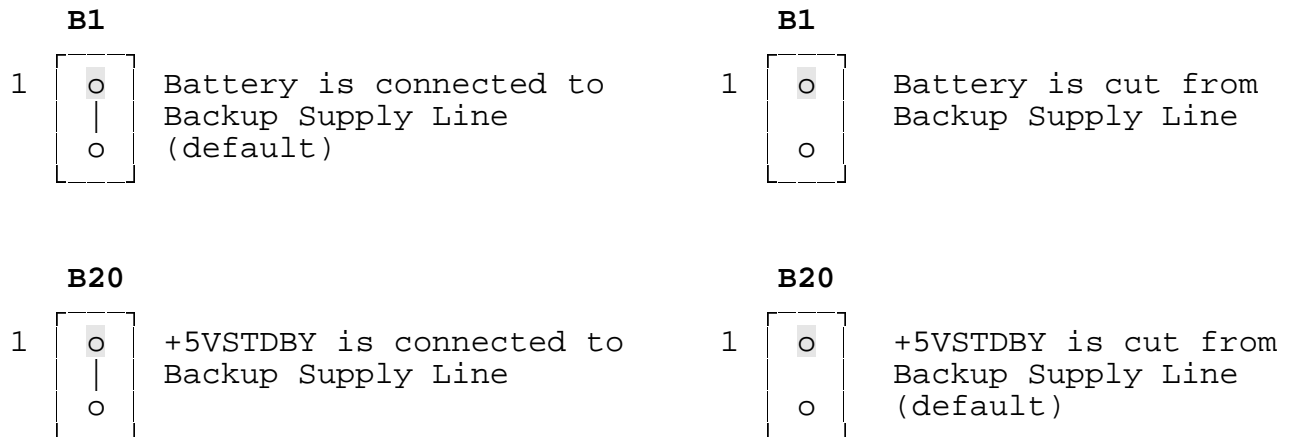 B1
1 o Battery is connected to
| Backup Supply Line
o (default)
B1
1 o Battery is cut from
Backup Supply Line
o
B20
1 o +5VSTDBY is connected to
| Backup Supply Line
o
B20
1 o +5VSTDBY is cut from
Backup Supply Line
o (default)